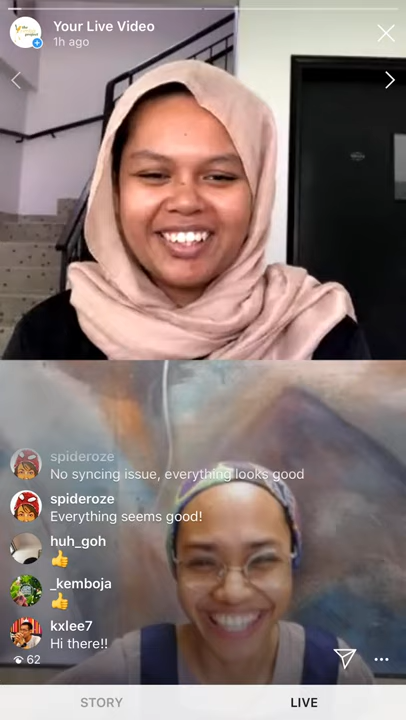 Your Live Video
1h ago
spideroze
No syncing issue, everything looks good
spideroze
Everything seems good!
huh_goh
👍
_kemboja
👍
kxlee7
Hi there!!
62
STORY
LIVE